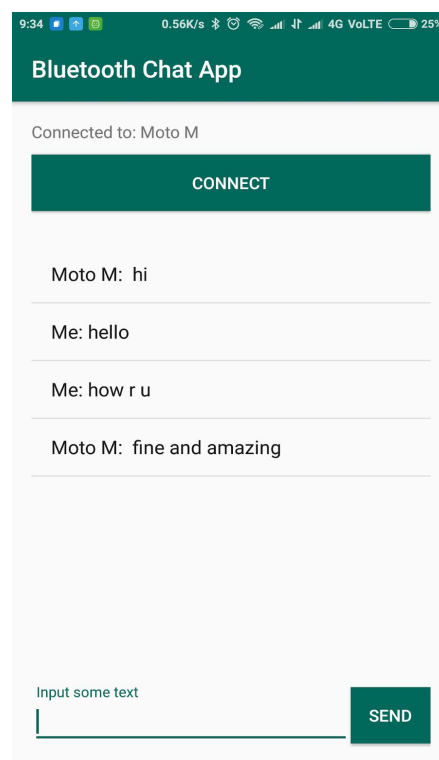 9:34 0.56K/s 4G VoLTE 25%
Bluetooth Chat App
Connected to: Moto M
CONNECT
Moto M:  hi
Me: hello
Me: how r u
Moto M:  fine and amazing
Input some text
SEND